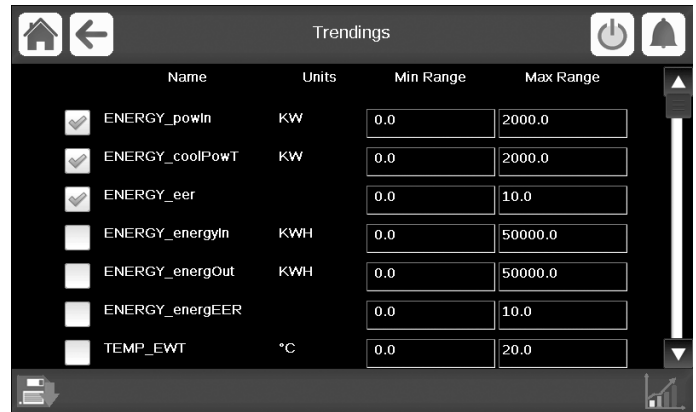 Trendings
Name Units Min Range Max Range
ENERGY_powIn KW 0.0 2000.0
ENERGY_coolPowT KW 0.0 2000.0
ENERGY_eer 0.0 10.0
ENERGY_energyIn KWH 0.0 50000.0
ENERGY_energOut KWH 0.0 50000.0
ENERGY_energEER 0.0 10.0
TEMP_EWT °C 0.0 20.0